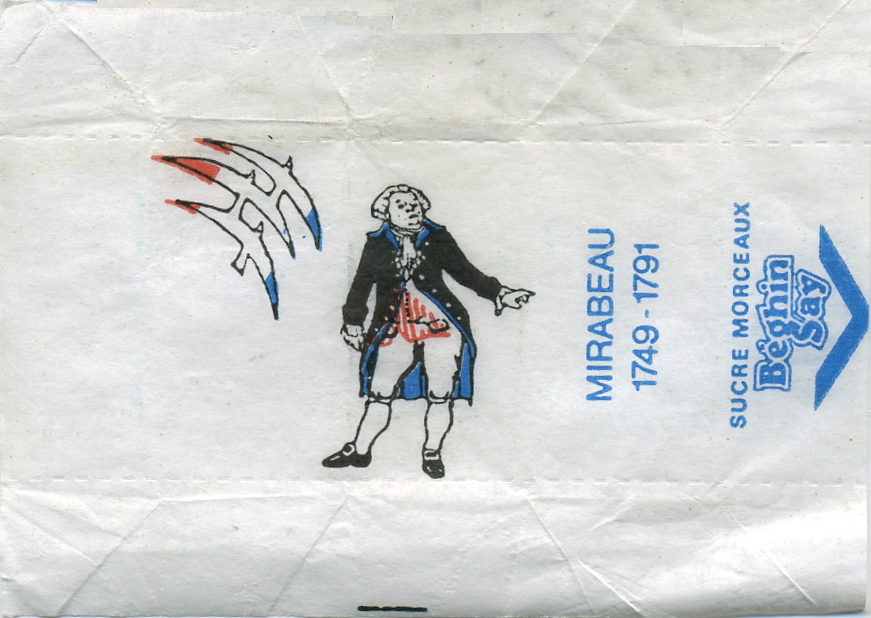 MIRABEAU
1749 - 1791
SUCRE MORCEAUX
Béghin
Say